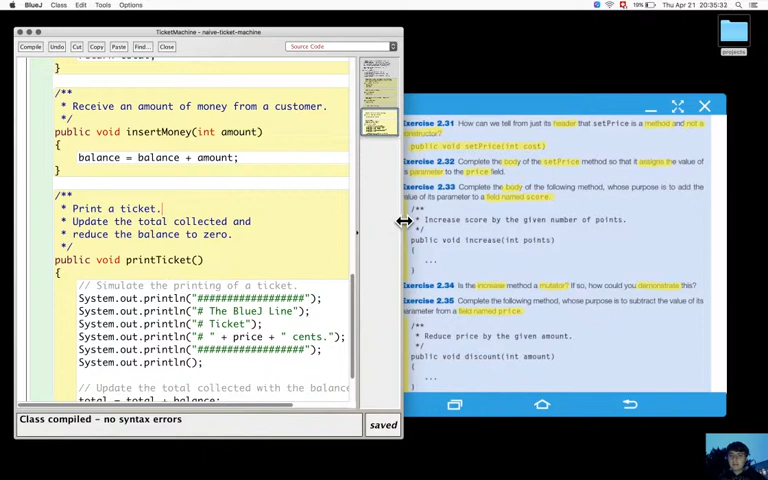 BlueJ Class Edit Tools Options
19% Thu Apr 21 20:35:32
TicketMachine - naive-ticket-machine
Compile Undo Cut Copy Paste Find... Close Source Code
}
/**
* Receive an amount of money from a customer.
*/
public void insertMoney(int amount)
{
balance = balance + amount;
}
/**
* Print a ticket.
* Update the total collected and
* reduce the balance to zero.
*/
public void printTicket()
{
// Simulate the printing of a ticket.
System.out.println("##################");
System.out.println("# The BlueJ Line");
System.out.println("# Ticket");
System.out.println("# " + price + " cents.");
System.out.println("##################");
System.out.println();
// Update the total collected with the balance
total = total + balance;
Class compiled - no syntax errors
saved
projects
Exercise 2.31 How can we tell from just its header that setPrice is a method and not a
constructor?
public void setPrice(int cost)
Exercise 2.32 Complete the body of the setPrice method so that it assigns the value of
its parameter to the price field.
Exercise 2.33 Complete the body of the following method, whose purpose is to add the
value of its parameter to a field named score.
/**
* Increase score by the given number of points.
*/
public void increase(int points)
{
...
}
Exercise 2.34 Is the increase method a mutator? If so, how could you demonstrate this?
Exercise 2.35 Complete the following method, whose purpose is to subtract the value of its
parameter from a field named price.
/**
* Reduce price by the given amount.
*/
public void discount(int amount)
{
...
}